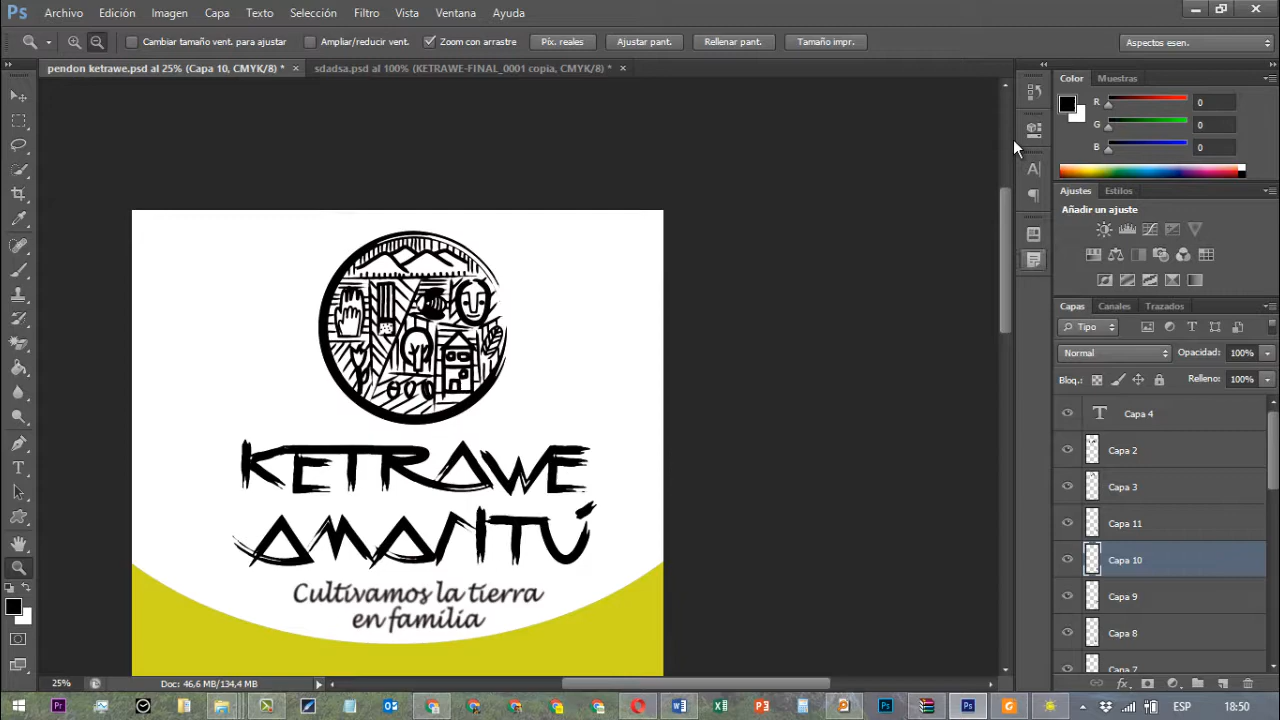 Ps Archivo Edición Imagen Capa Texto Selección Filtro Vista Ventana Ayuda
Cambiar tamaño vent. para ajustar Ampliar/reducir vent. Zoom con arrastre Píx. reales Ajustar pant. Rellenar pant. Tamaño impr. Aspectos esen.
pendon ketrawe.psd al 25% (Capa 10, CMYK/8) * × sdadsa.psd al 100% (KETRAWE-FINAL_0001 copia, CMYK/8) * ×
Color Muestras
R 0
G 0
B 0
Ajustes Estilos
Añadir un ajuste
Capas Canales Trazados
Tipo
Normal Opacidad: 100%
Bloq.: Relleno: 100%
T Capa 4
Capa 2
Capa 3
Capa 11
Capa 10
Capa 9
Capa 8
Capa 7
fx
KETRAWE
AMANTÚ
Cultivamos la tierra
en familia
25% Doc: 46,6 MB/134,4 MB
ESP 18:50